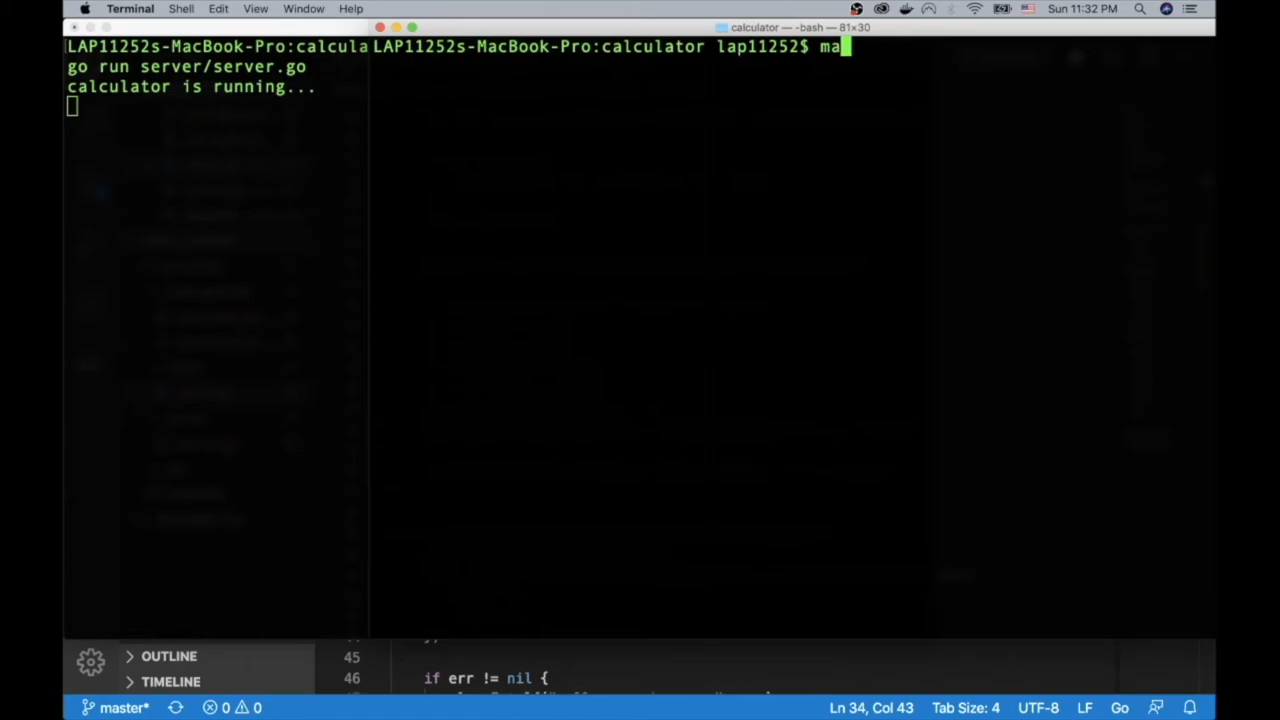 Terminal Shell Edit View Window Help Sun 11:32 PM
calculator — -bash — 81×30
LAP11252s-MacBook-Pro:calcula
go run server/server.go
calculator is running...
LAP11252s-MacBook-Pro:calculator lap11252$ ma
OUTLINE
TIMELINE
45
46 if err != nil {
master* 0 0 Ln 34, Col 43 Tab Size: 4 UTF-8 LF Go